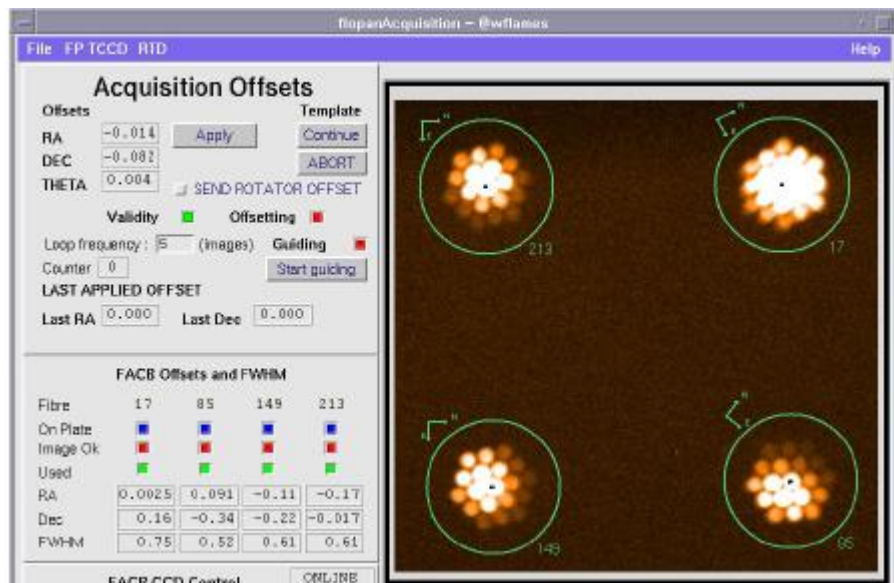 flopanAcquisition – @wflames
File FP TCCD RTD Help
Acquisition Offsets
Offsets Template
RA -0.014 Apply Continue
DEC -0.082 ABORT
THETA 0.004 SEND ROTATOR OFFSET
Validity Offsetting
Loop frequency : 5 (images) Guiding
Counter 0 Start guiding
LAST APPLIED OFFSET
Last RA 0.000 Last Dec 0.000
FACB Offsets and FWHM
Fibre 17 85 149 213
On Plate
Image Ok
Used
RA 0.0025 0.091 -0.11 -0.17
Dec 0.16 -0.34 -0.22 -0.017
FWHM 0.75 0.52 0.61 0.61
FACB CCD Control ONLINE
213
17
149
85